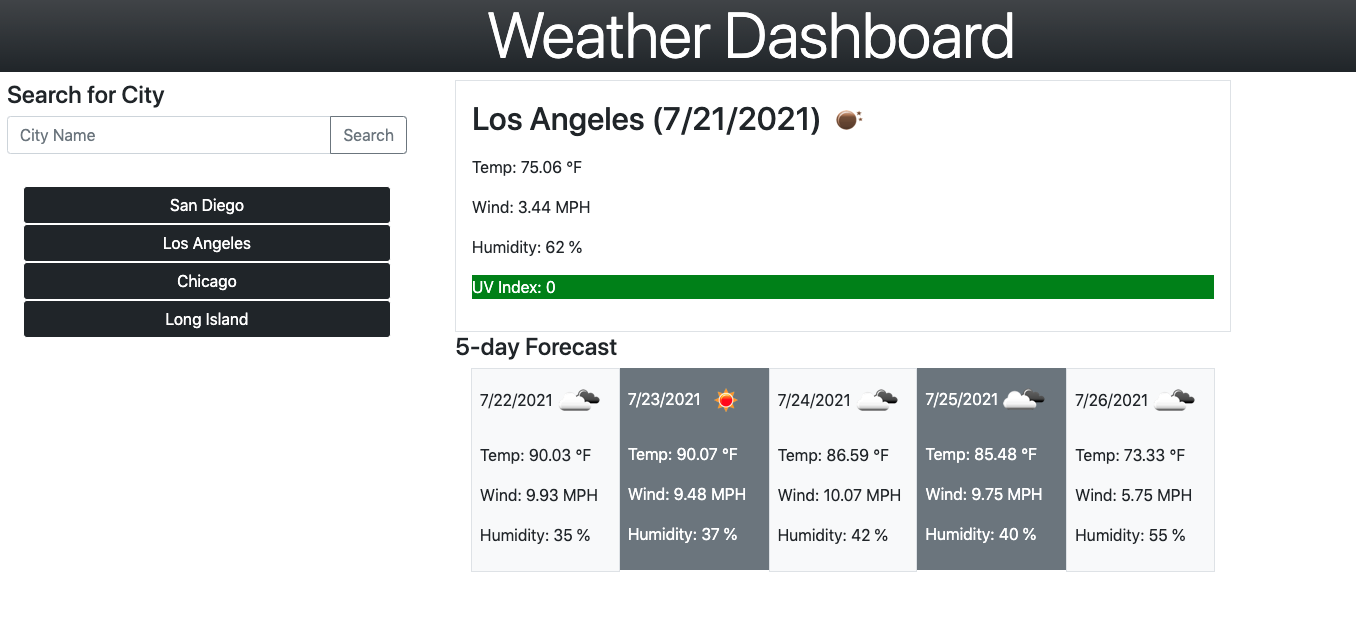 Weather Dashboard
Search for City
City Name
Search
San Diego
Los Angeles
Chicago
Long Island
Los Angeles (7/21/2021)
Temp: 75.06 °F
Wind: 3.44 MPH
Humidity: 62 %
UV Index: 0
5-day Forecast
7/22/2021
Temp: 90.03 °F
Wind: 9.93 MPH
Humidity: 35 %
7/23/2021
Temp: 90.07 °F
Wind: 9.48 MPH
Humidity: 37 %
7/24/2021
Temp: 86.59 °F
Wind: 10.07 MPH
Humidity: 42 %
7/25/2021
Temp: 85.48 °F
Wind: 9.75 MPH
Humidity: 40 %
7/26/2021
Temp: 73.33 °F
Wind: 5.75 MPH
Humidity: 55 %